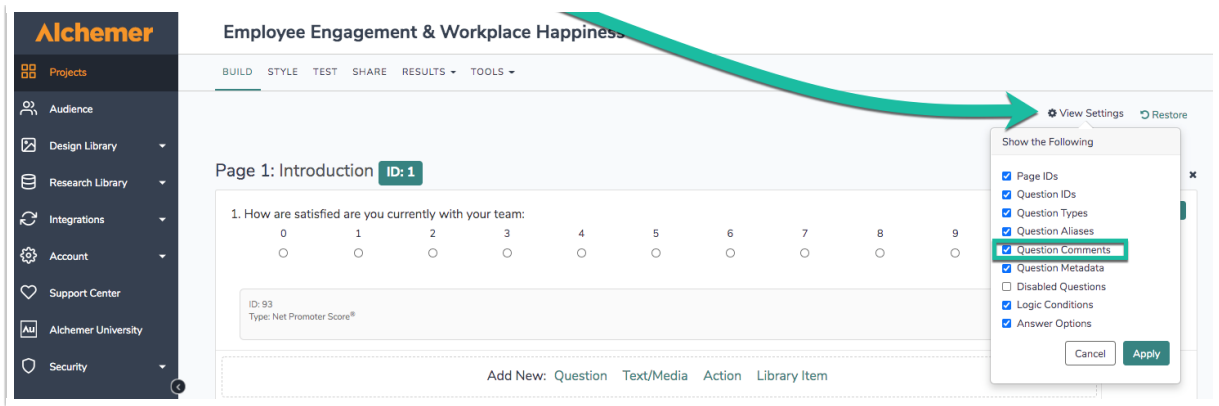 Alchemer
Employee Engagement & Workplace Happiness
Projects
Audience
Design Library
Research Library
Integrations
Account
Support Center
Au Alchemer University
Security
BUILD STYLE TEST SHARE RESULTS TOOLS
View Settings Restore
Page 1: Introduction ID: 1
1. How are satisfied are you currently with your team:
0 1 2 3 4 5 6 7 8 9
ID: 93
Type: Net Promoter Score®
Add New: Question Text/Media Action Library Item
Show the Following
Page IDs
Question IDs
Question Types
Question Aliases
Question Comments
Question Metadata
Disabled Questions
Logic Conditions
Answer Options
Cancel Apply